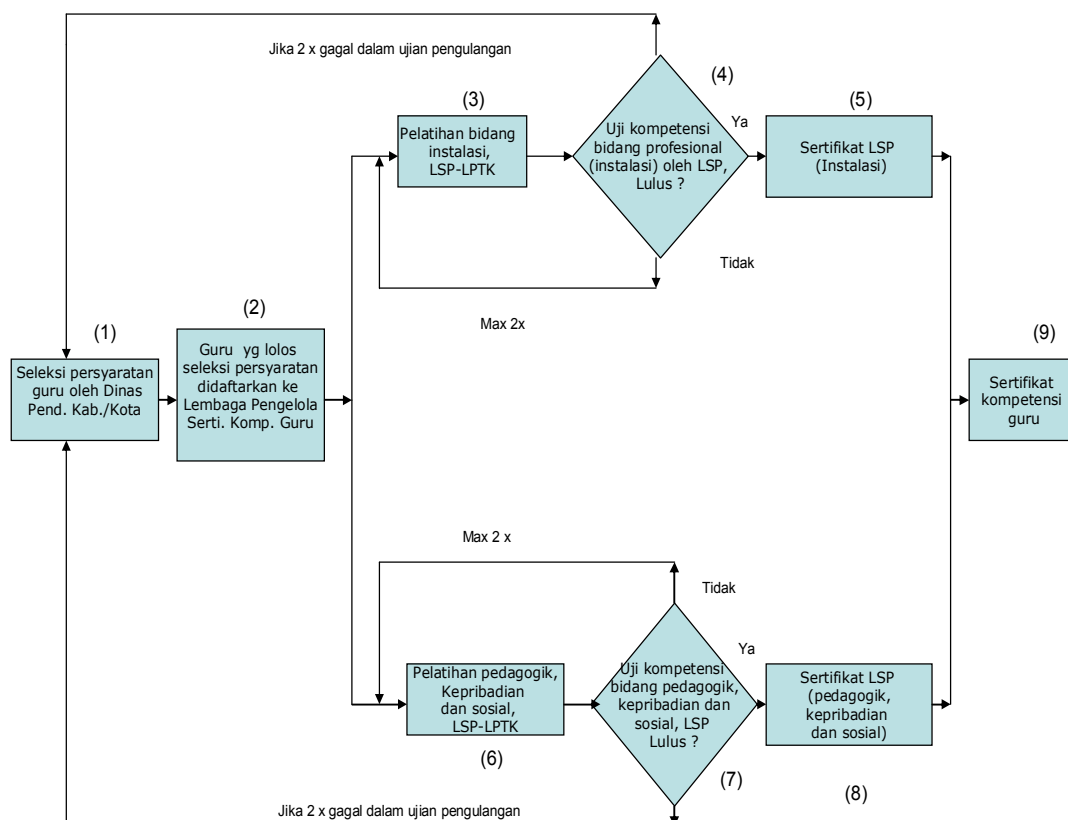 Jika 2 x gagal dalam ujian pengulangan
(4)
(3)
(5)
Pelatihan bidang
instalasi,
LSP-LPTK
Uji kompetensi
bidang profesional
(instalasi) oleh LSP,
Lulus ?
Ya
Sertifikat LSP
(Instalasi)
Tidak
Max 2x
(1)
Seleksi persyaratan
guru oleh Dinas
Pend. Kab./Kota
(2)
Guru yg lolos
seleksi persyaratan
didaftarkan ke
Lembaga Pengelola
Serti. Komp. Guru
(9)
Sertifikat
kompetensi
guru
Max 2 x
Tidak
Pelatihan pedagogik,
Kepribadian
dan sosial,
LSP-LPTK
(6)
Uji kompetensi
bidang pedagogik,
kepribadian dan
sosial, LSP
Lulus ?
(7)
Ya
Sertifikat LSP
(pedagogik,
kepribadian
dan sosial)
(8)
Jika 2 x gagal dalam ujian pengulangan